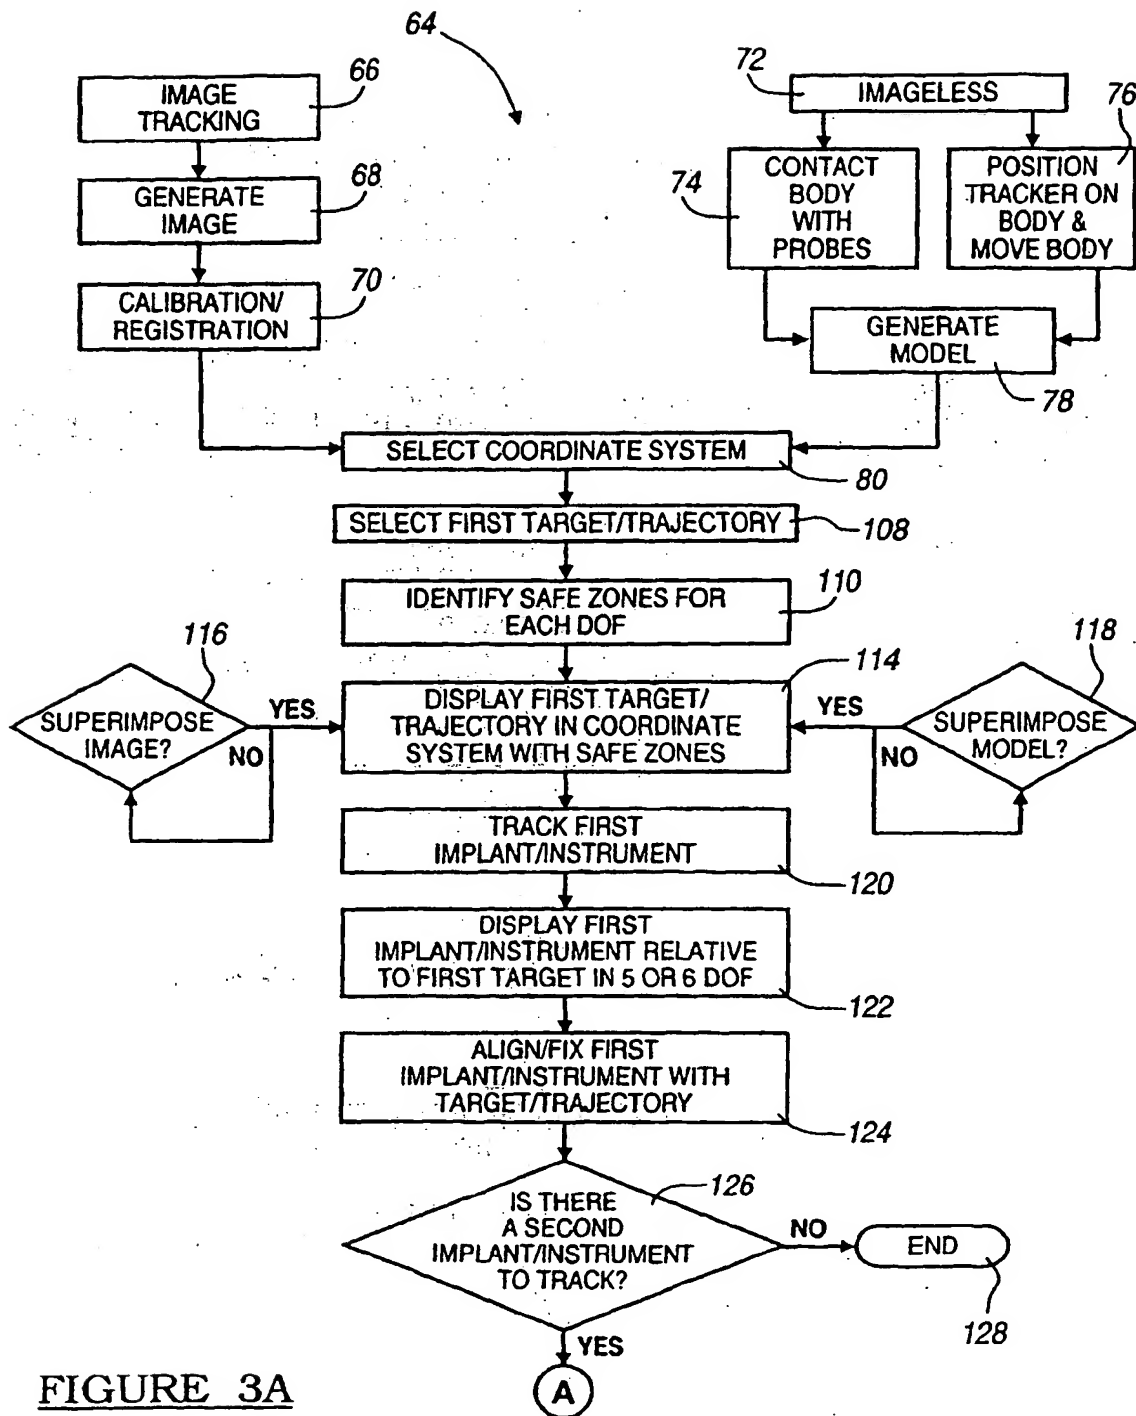 64
66
IMAGE
TRACKING
68
GENERATE
IMAGE
70
CALIBRATION/
REGISTRATION
72
IMAGELESS
76
74
CONTACT
BODY
WITH
PROBES
POSITION
TRACKER ON
BODY &
MOVE BODY
GENERATE
MODEL
78
SELECT COORDINATE SYSTEM
80
SELECT FIRST TARGET/TRAJECTORY
108
IDENTIFY SAFE ZONES FOR
EACH DOF
110
116
SUPERIMPOSE
IMAGE?
YES
NO
114
DISPLAY FIRST TARGET/
TRAJECTORY IN COORDINATE
SYSTEM WITH SAFE ZONES
118
SUPERIMPOSE
MODEL?
YES
NO
TRACK FIRST
IMPLANT/INSTRUMENT
120
DISPLAY FIRST
IMPLANT/INSTRUMENT RELATIVE
TO FIRST TARGET IN 5 OR 6 DOF
122
ALIGN/FIX FIRST
IMPLANT/INSTRUMENT WITH
TARGET/TRAJECTORY
124
126
IS THERE
A SECOND
IMPLANT/INSTRUMENT
TO TRACK?
NO
END
128
YES
A
FIGURE 3A